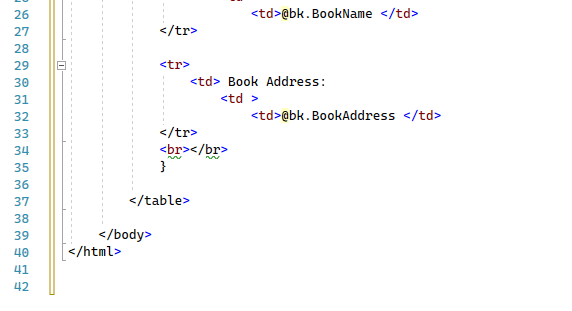 26 <td>@bk.BookName </td>
27 </tr>
28
29 <tr>
30 <td> Book Address:
31 <td >
32 <td>@bk.BookAddress </td>
33 </tr>
34 <br></br>
35 }
36
37 </table>
38
39 </body>
40 </html>
41
42